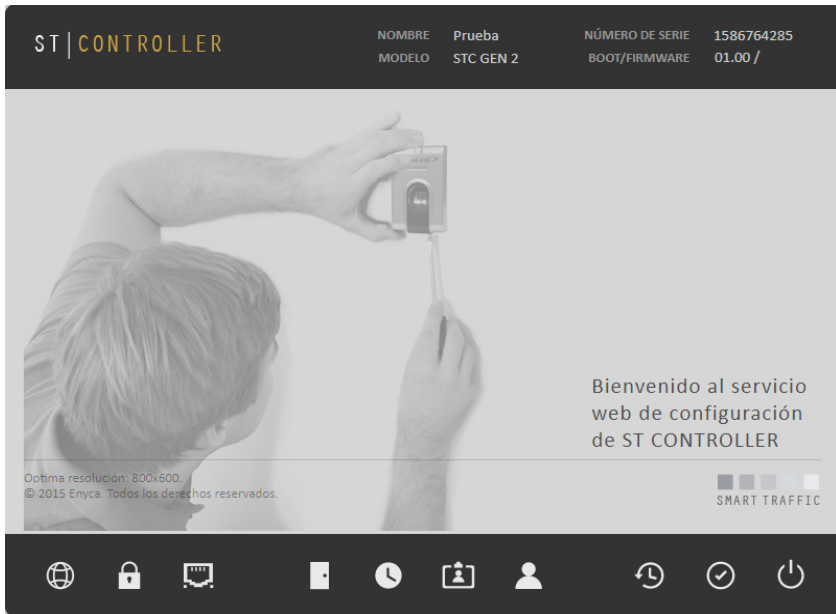 ST|CONTROLLER
NOMBRE Prueba
NÚMERO DE SERIE 1586764285
MODELO STC GEN 2
BOOT/FIRMWARE 01.00 /
Bienvenido al servicio
web de configuración
de ST CONTROLLER
Optima resolución: 800x600.
© 2015 Enyca. Todos los derechos reservados.
SMART TRAFFIC